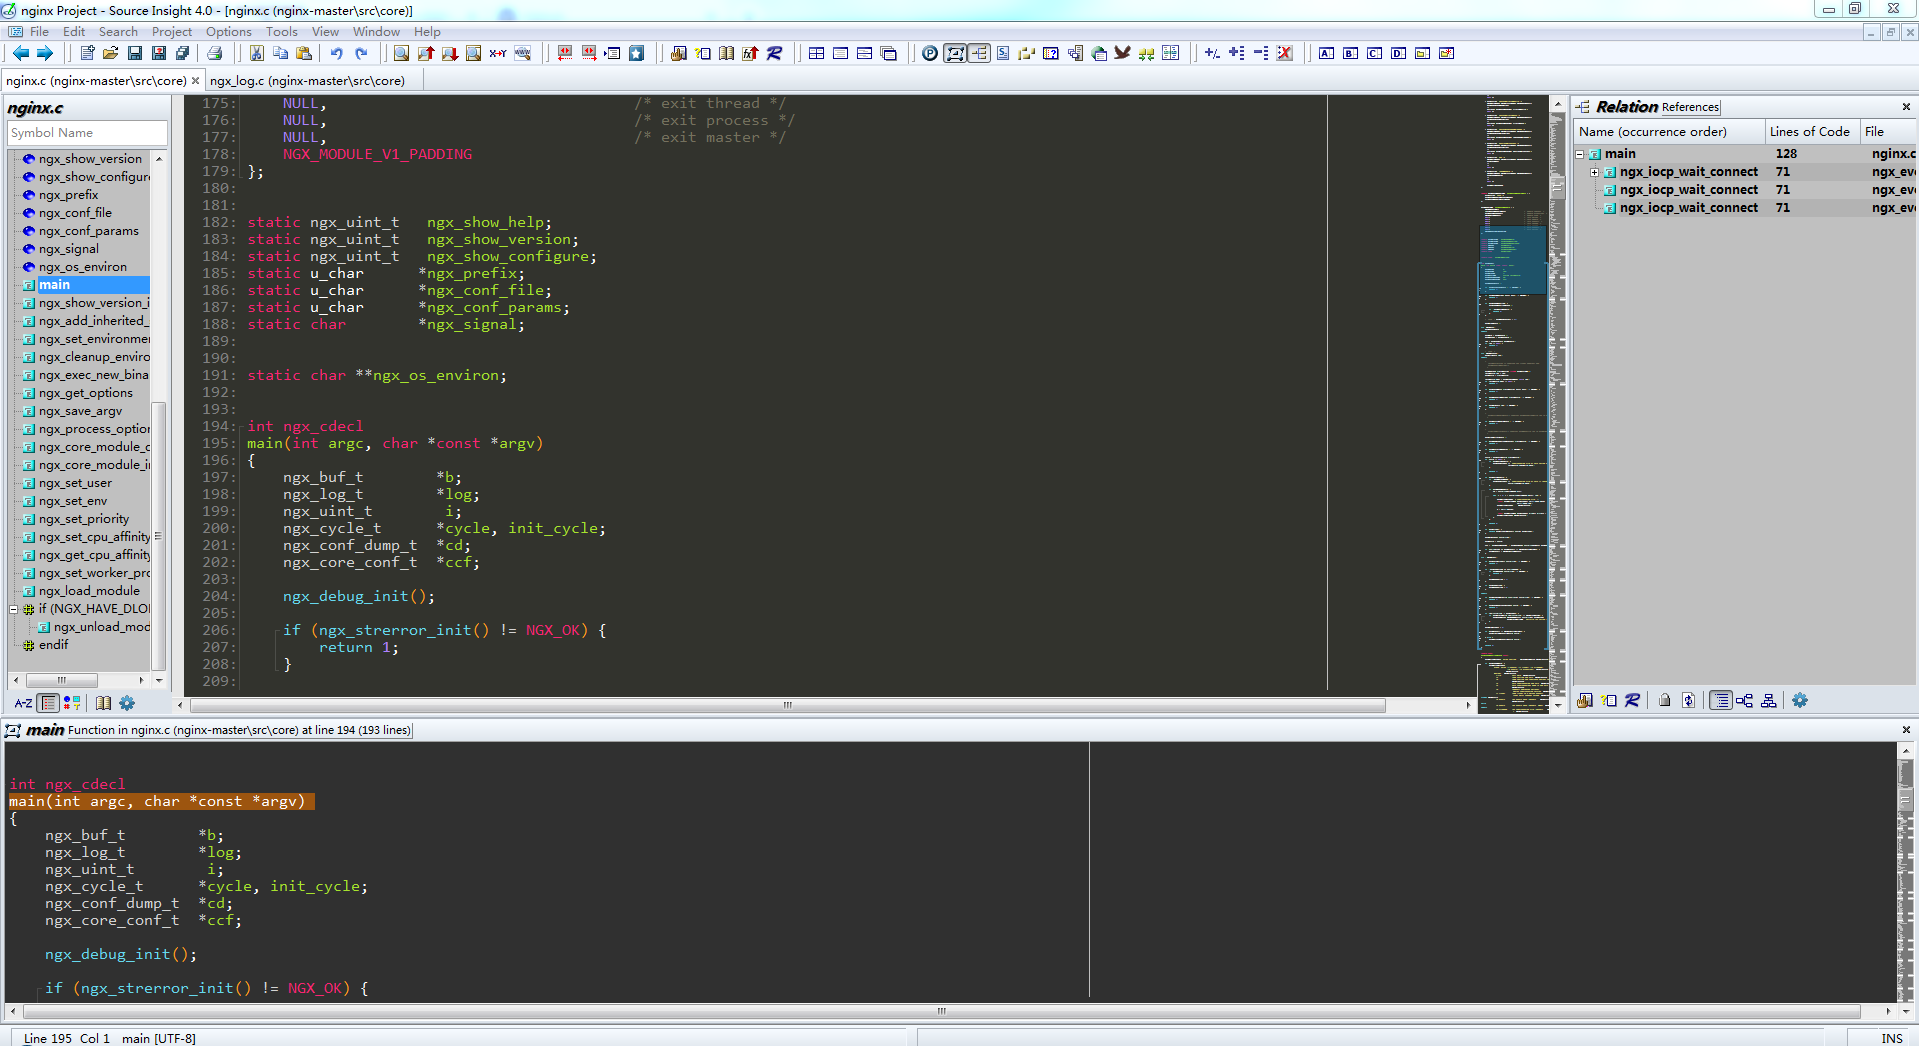 nginx Project - Source Insight 4.0 - [nginx.c (nginx-master\src\core)]
File Edit Search Project Options Tools View Window Help
nginx.c (nginx-master\src\core) ngx_log.c (nginx-master\src\core)
nginx.c
Symbol Name
ngx_show_version
ngx_show_configur
ngx_prefix
ngx_conf_file
ngx_conf_params
ngx_signal
ngx_os_environ
main
ngx_show_version_i
ngx_add_inherited_
ngx_set_environmen
ngx_cleanup_enviro
ngx_exec_new_bina
ngx_get_options
ngx_save_argv
ngx_process_option
ngx_core_module_c
ngx_core_module_i
ngx_set_user
ngx_set_env
ngx_set_priority
ngx_set_cpu_affinity
ngx_get_cpu_affinity
ngx_set_worker_pro
ngx_load_module
if (NGX_HAVE_DLO
ngx_unload_mod
endif
A-Z
175: NULL, /* exit thread */
176: NULL, /* exit process */
177: NULL, /* exit master */
178: NGX_MODULE_V1_PADDING
179: };
180:
181:
182: static ngx_uint_t ngx_show_help;
183: static ngx_uint_t ngx_show_version;
184: static ngx_uint_t ngx_show_configure;
185: static u_char *ngx_prefix;
186: static u_char *ngx_conf_file;
187: static u_char *ngx_conf_params;
188: static char *ngx_signal;
189:
190:
191: static char **ngx_os_environ;
192:
193:
194: int ngx_cdecl
195: main(int argc, char *const *argv)
196: {
197: ngx_buf_t *b;
198: ngx_log_t *log;
199: ngx_uint_t i;
200: ngx_cycle_t *cycle, init_cycle;
201: ngx_conf_dump_t *cd;
202: ngx_core_conf_t *ccf;
203:
204: ngx_debug_init();
205:
206: if (ngx_strerror_init() != NGX_OK) {
207: return 1;
208: }
209:
Relation References
Name (occurrence order) Lines of Code File
main 128 nginx.c
ngx_iocp_wait_connect 71 ngx_eve
ngx_iocp_wait_connect 71 ngx_eve
ngx_iocp_wait_connect 71 ngx_eve
main Function in nginx.c (nginx-master\src\core) at line 194 (193 lines)
int ngx_cdecl
main(int argc, char *const *argv)
{
ngx_buf_t *b;
ngx_log_t *log;
ngx_uint_t i;
ngx_cycle_t *cycle, init_cycle;
ngx_conf_dump_t *cd;
ngx_core_conf_t *ccf;
ngx_debug_init();
if (ngx_strerror_init() != NGX_OK) {
Line 195 Col 1 main [UTF-8]
INS